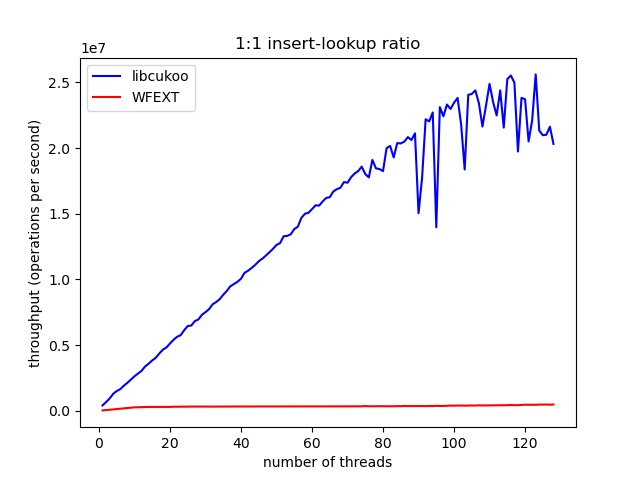 1:1 insert-lookup ratio
1e7
libcukoo
WFEXT
throughput (operations per second)
2.5
2.0
1.5
1.0
0.5
0.0
0 20 40 60 80 100 120
number of threads